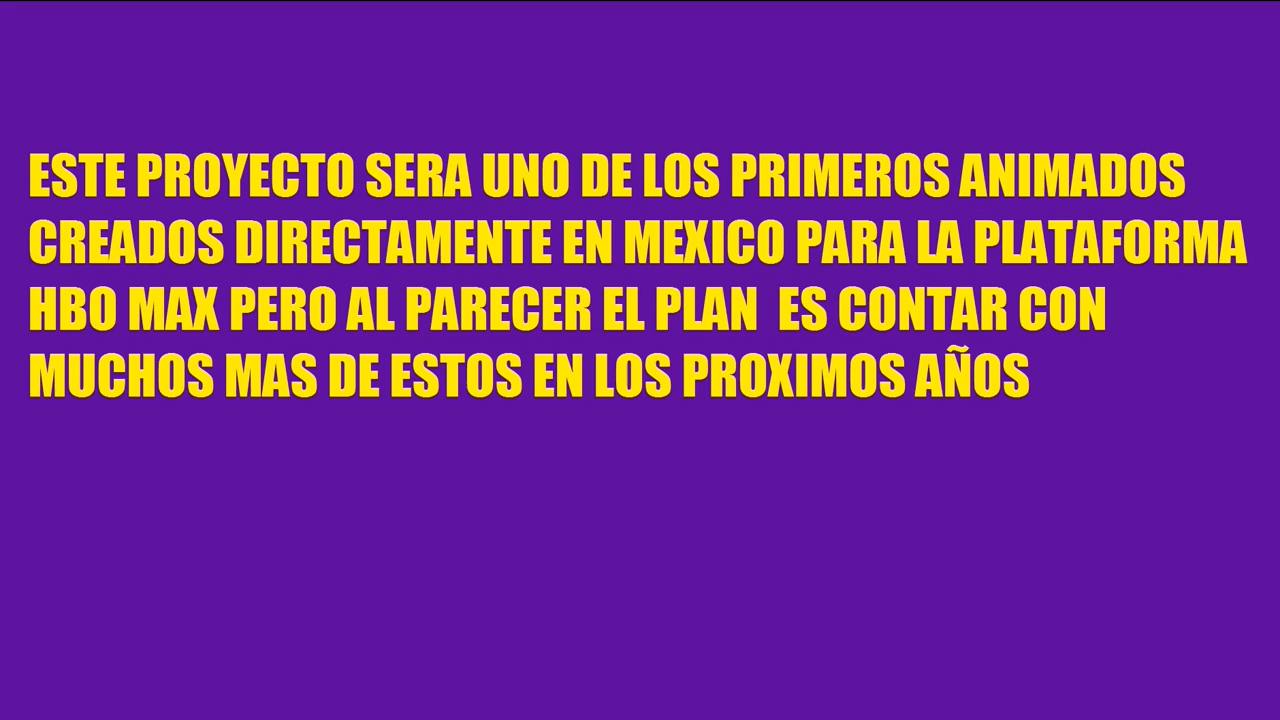 ESTE PROYECTO SERA UNO DE LOS PRIMEROS ANIMADOS
CREADOS DIRECTAMENTE EN MEXICO PARA LA PLATAFORMA
HBO MAX PERO AL PARECER EL PLAN  ES CONTAR CON
MUCHOS MAS DE ESTOS EN LOS PROXIMOS AÑOS